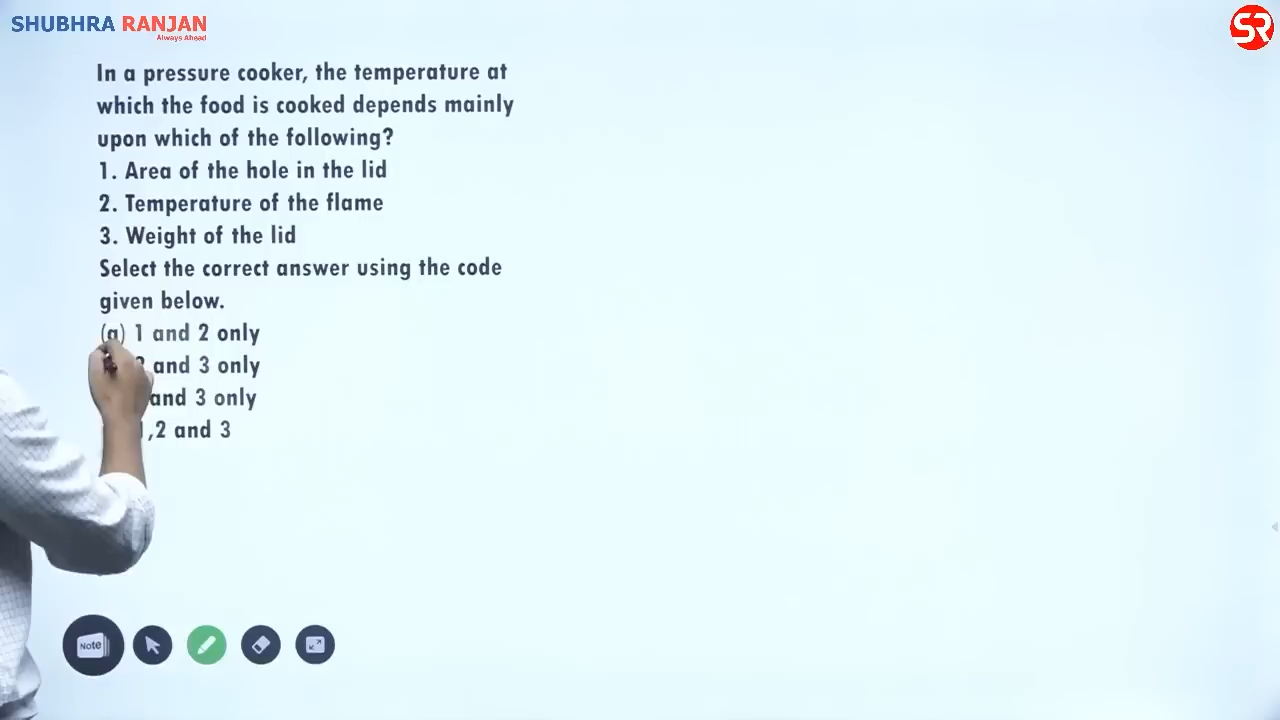 SHUBHRA RANJAN
Always Ahead
SR
In a pressure cooker, the temperature at
which the food is cooked depends mainly
upon which of the following?
1. Area of the hole in the lid
2. Temperature of the flame
3. Weight of the lid
Select the correct answer using the code
given below.
(a) 1 and 2 only
and 3 only
and 3 only
,2 and 3
Note